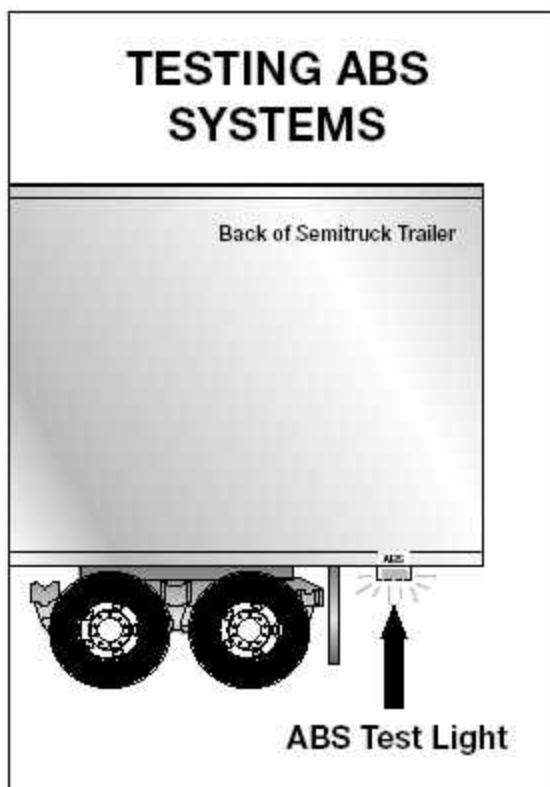 TESTING ABS
SYSTEMS
Back of Semitruck Trailer
ABS
ABS Test Light